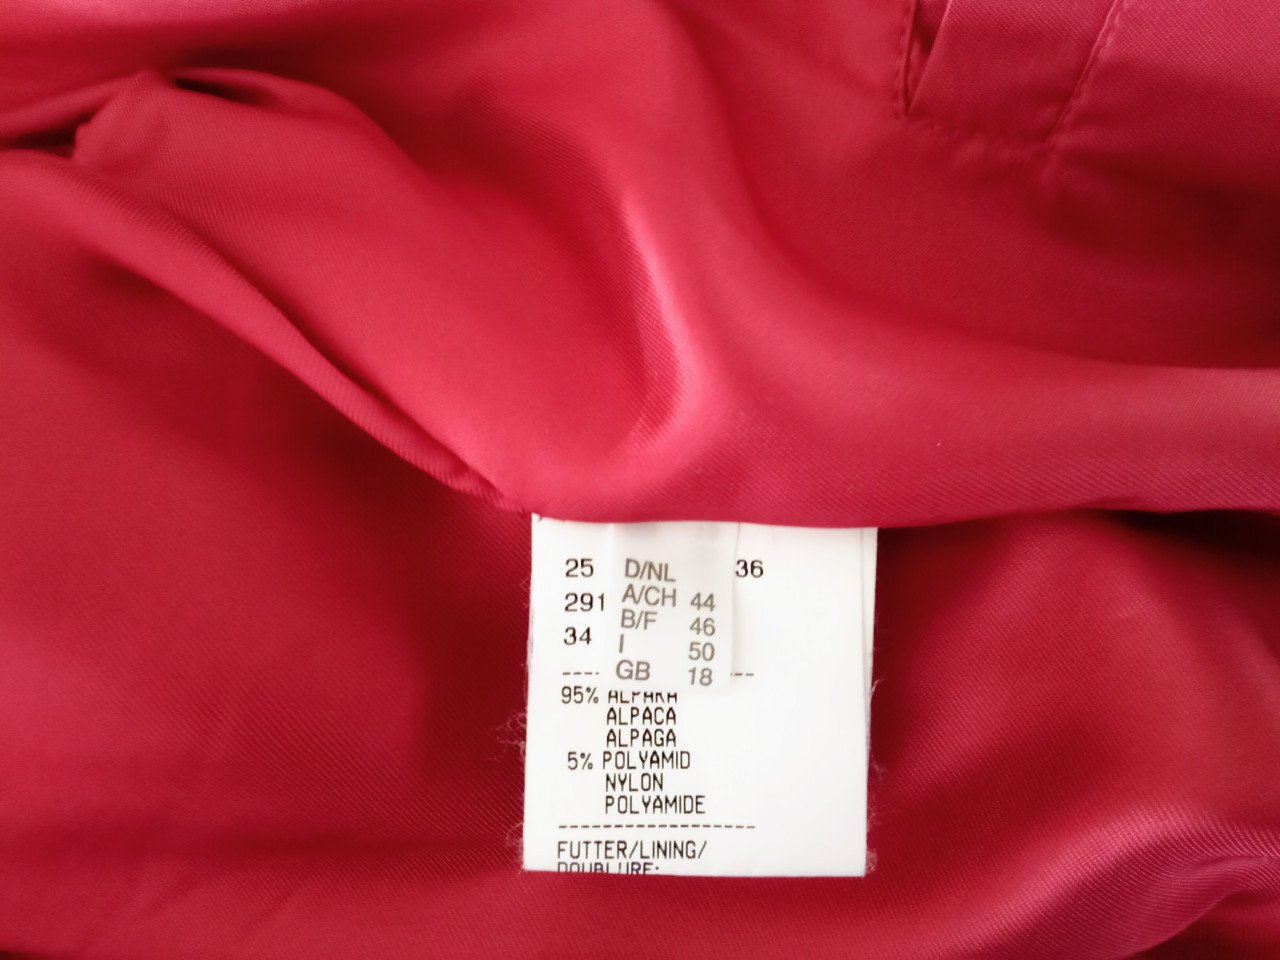 25 D/NL 36
291 A/CH 44
B/F 46
34 I 50
---- GB 18 ---
95% ALPAKA
ALPACA
ALPAGA
5% POLYAMID
NYLON
POLYAMIDE
------------------
FUTTER/LINING/
DOUBLURE: